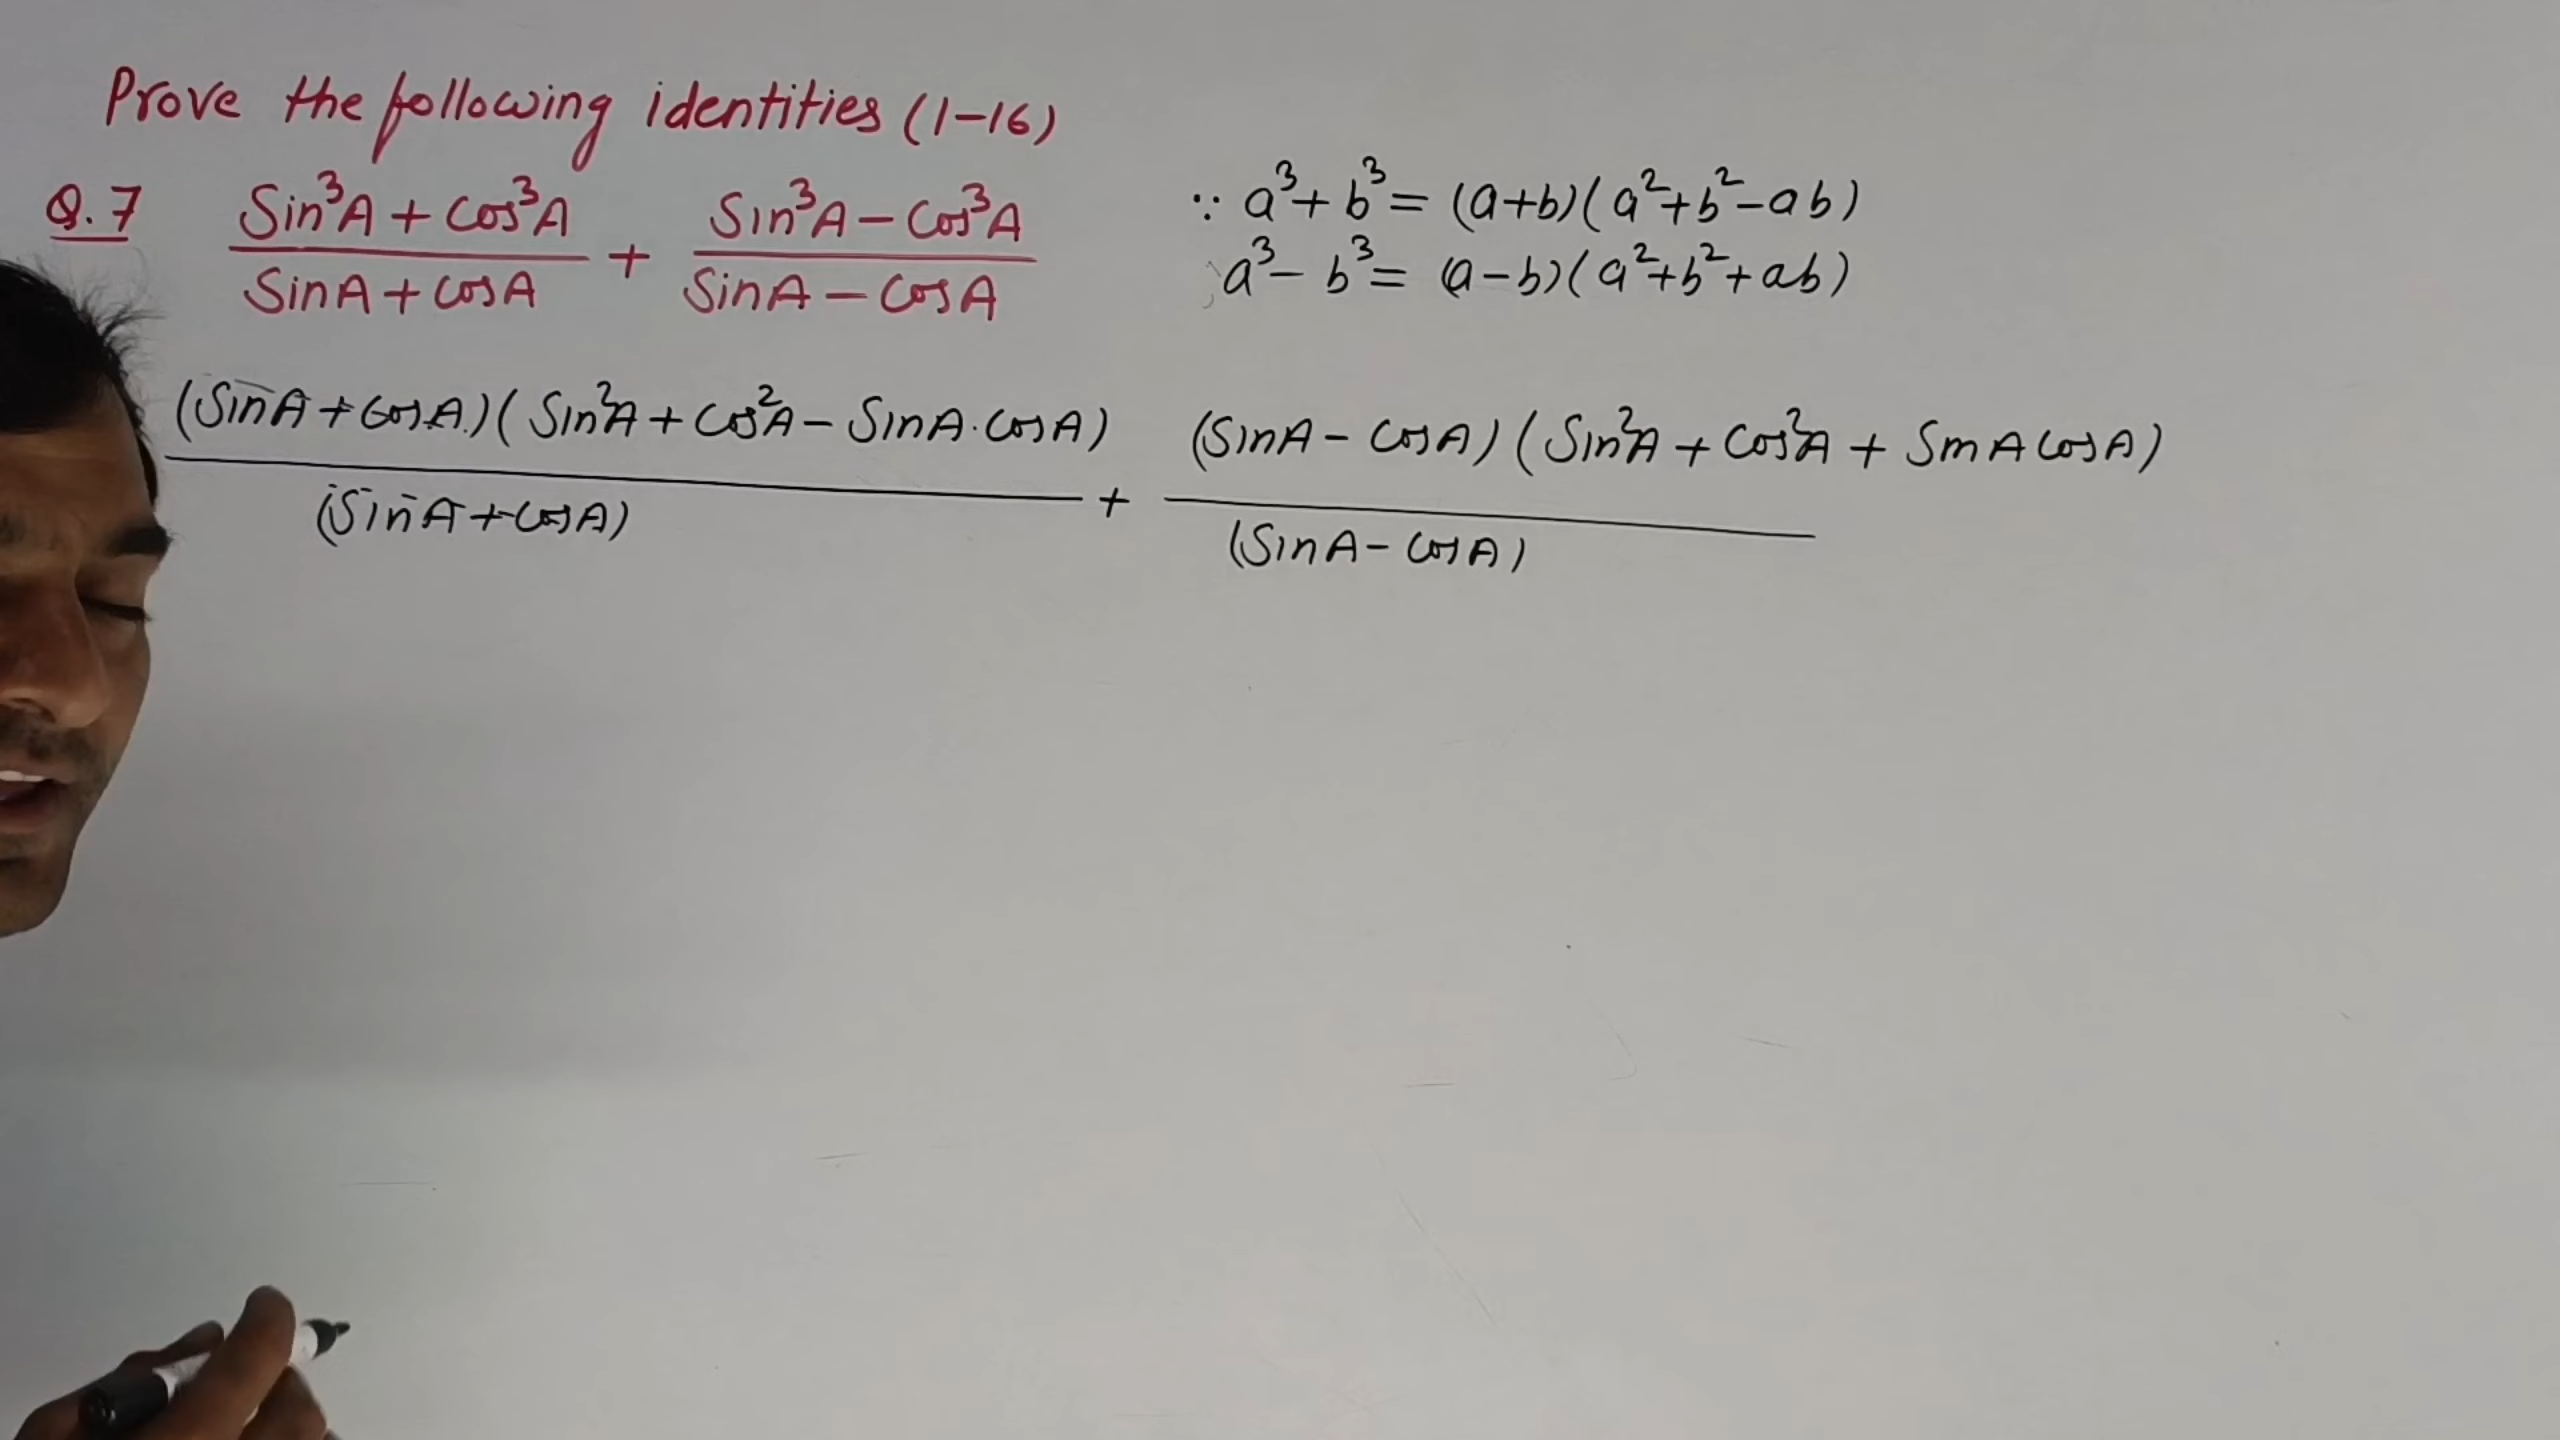 Prove the following identities (1-16)
Q.7 Sin³A + Cos³A / SinA + CosA + Sin³A - Cos³A / SinA - CosA
∵ a³ + b³ = (a+b)(a²+b²-ab)
a³ - b³ = (a-b)(a²+b²+ab)
(SinA + CosA)(Sin²A + Cos²A - SinA.CosA) / (SinA + CosA) + (SinA - CosA)(Sin²A + Cos²A + SinA CosA) / (SinA - CosA)